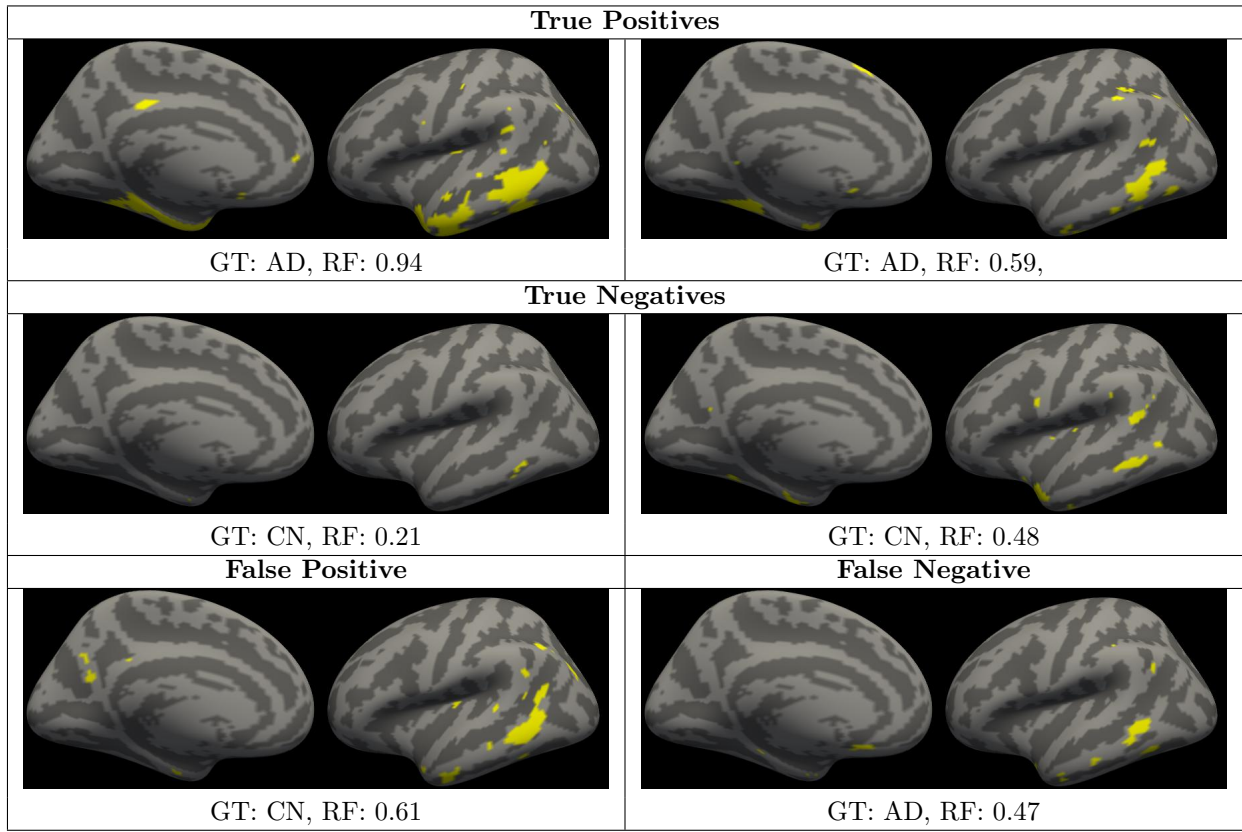 True Positives
GT: AD, RF: 0.94
GT: AD, RF: 0.59,
True Negatives
GT: CN, RF: 0.21
GT: CN, RF: 0.48
False Positive
False Negative
GT: CN, RF: 0.61
GT: AD, RF: 0.47